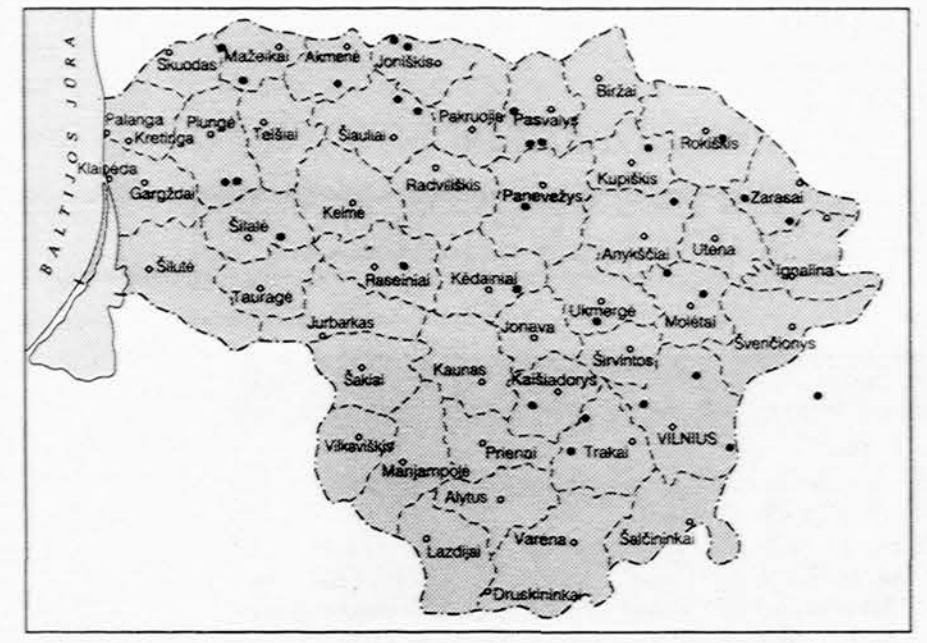 BALTIJOS JŪRA
Skuodas
Mažeikiai
Akmenė
Joniškis
Biržai
Palanga
Kretinga
Plungė
Telšiai
Šiauliai
Pakruojis
Pasvalys
Rokiškis
Klaipėda
Gargždai
Radviliškis
Kupiškis
Panevėžys
Zarasai
Kelmė
Šilalė
Anykščiai
Utena
Šilutė
Raseiniai
Kėdainiai
Ignalina
Tauragė
Ukmergė
Molėtai
Jurbarkas
Jonava
Švenčionys
Širvintos
Šakiai
Kaunas
Kaišiadorys
Vilkaviškis
Prienai
Trakai
VILNIUS
Marijampolė
Alytus
Lazdijai
Varėna
Šalčininkai
Druskininkai